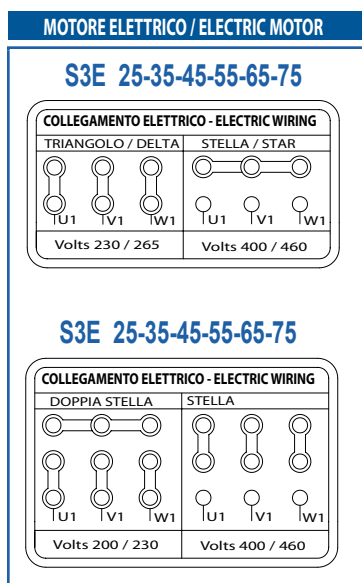 MOTORE ELETTRICO / ELECTRIC MOTOR
S3E 25-35-45-55-65-75
COLLEGAMENTO ELETTRICO - ELECTRIC WIRING
TRIANGOLO / DELTA STELLA / STAR
U1 V1 W1 U1 V1 W1
Volts 230 / 265 Volts 400 / 460
S3E 25-35-45-55-65-75
COLLEGAMENTO ELETTRICO - ELECTRIC WIRING
DOPPIA STELLA STELLA
U1 V1 W1 U1 V1 W1
Volts 200 / 230 Volts 400 / 460